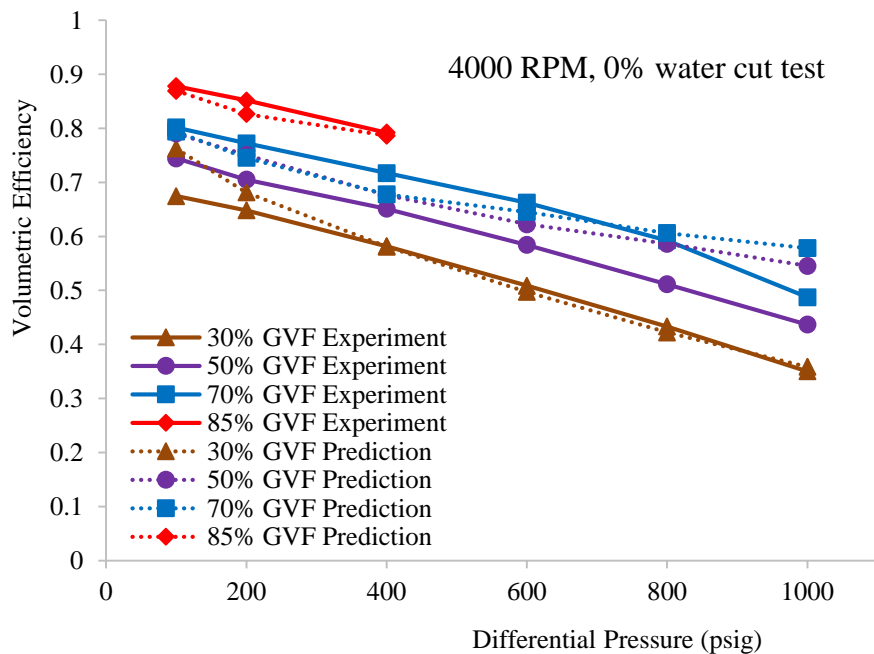 4000 RPM, 0% water cut test
Volumetric Efficiency
1
0.9
0.8
0.7
0.6
0.5
0.4
0.3
0.2
0.1
0
30% GVF Experiment
50% GVF Experiment
70% GVF Experiment
85% GVF Experiment
30% GVF Prediction
50% GVF Prediction
70% GVF Prediction
85% GVF Prediction
0 200 400 600 800 1000
Differential Pressure (psig)